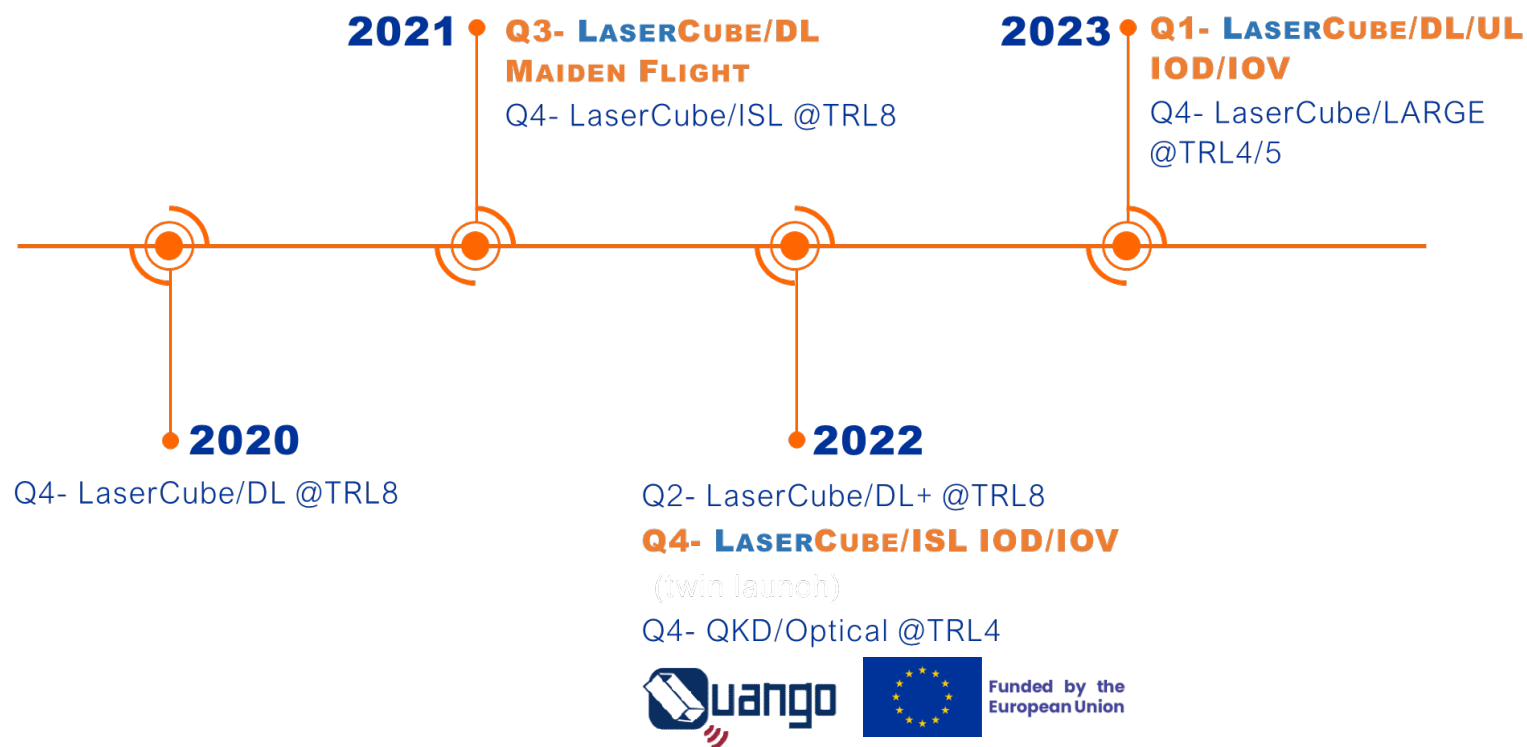 2021
Q3- LASERCUBE/DL
MAIDEN FLIGHT
Q4- LaserCube/ISL @TRL8
2023
Q1- LASERCUBE/DL/UL
IOD/IOV
Q4- LaserCube/LARGE
@TRL4/5
2020
Q4- LaserCube/DL @TRL8
2022
Q2- LaserCube/DL+ @TRL8
Q4- LASERCUBE/ISL IOD/IOV
(twin launch)
Q4- QKD/Optical @TRL4
Quango
Funded by the
European Union